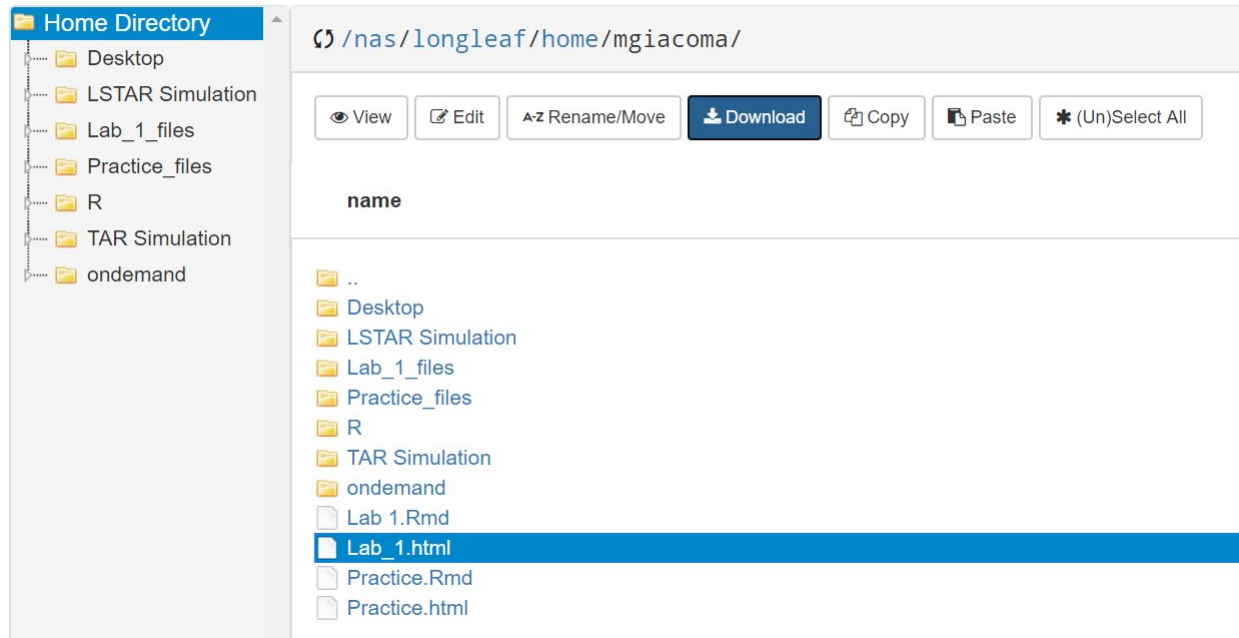 Home Directory
Desktop
LSTAR Simulation
Lab_1_files
Practice_files
R
TAR Simulation
ondemand
/nas/longleaf/home/mgiacoma/
View Edit A-Z Rename/Move Download Copy Paste (Un)Select All
name
..
Desktop
LSTAR Simulation
Lab_1_files
Practice_files
R
TAR Simulation
ondemand
Lab 1.Rmd
Lab_1.html
Practice.Rmd
Practice.html